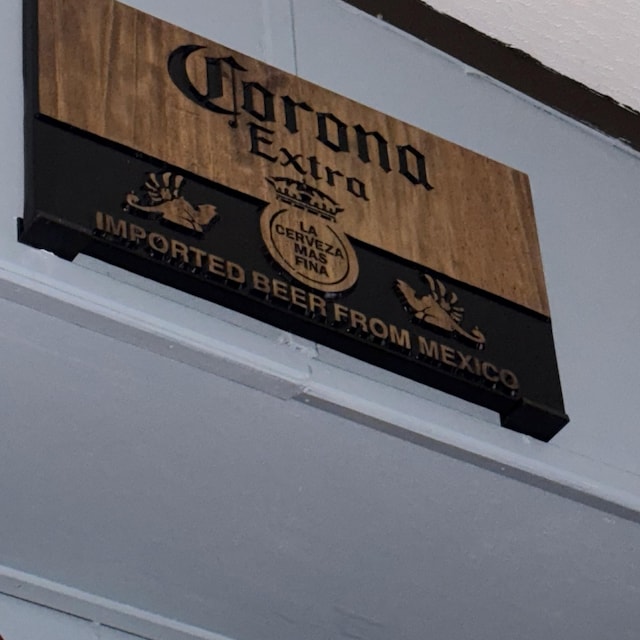 Corona
Extra
LA
CERVEZA
MAS
FINA
IMPORTED BEER FROM MEXICO